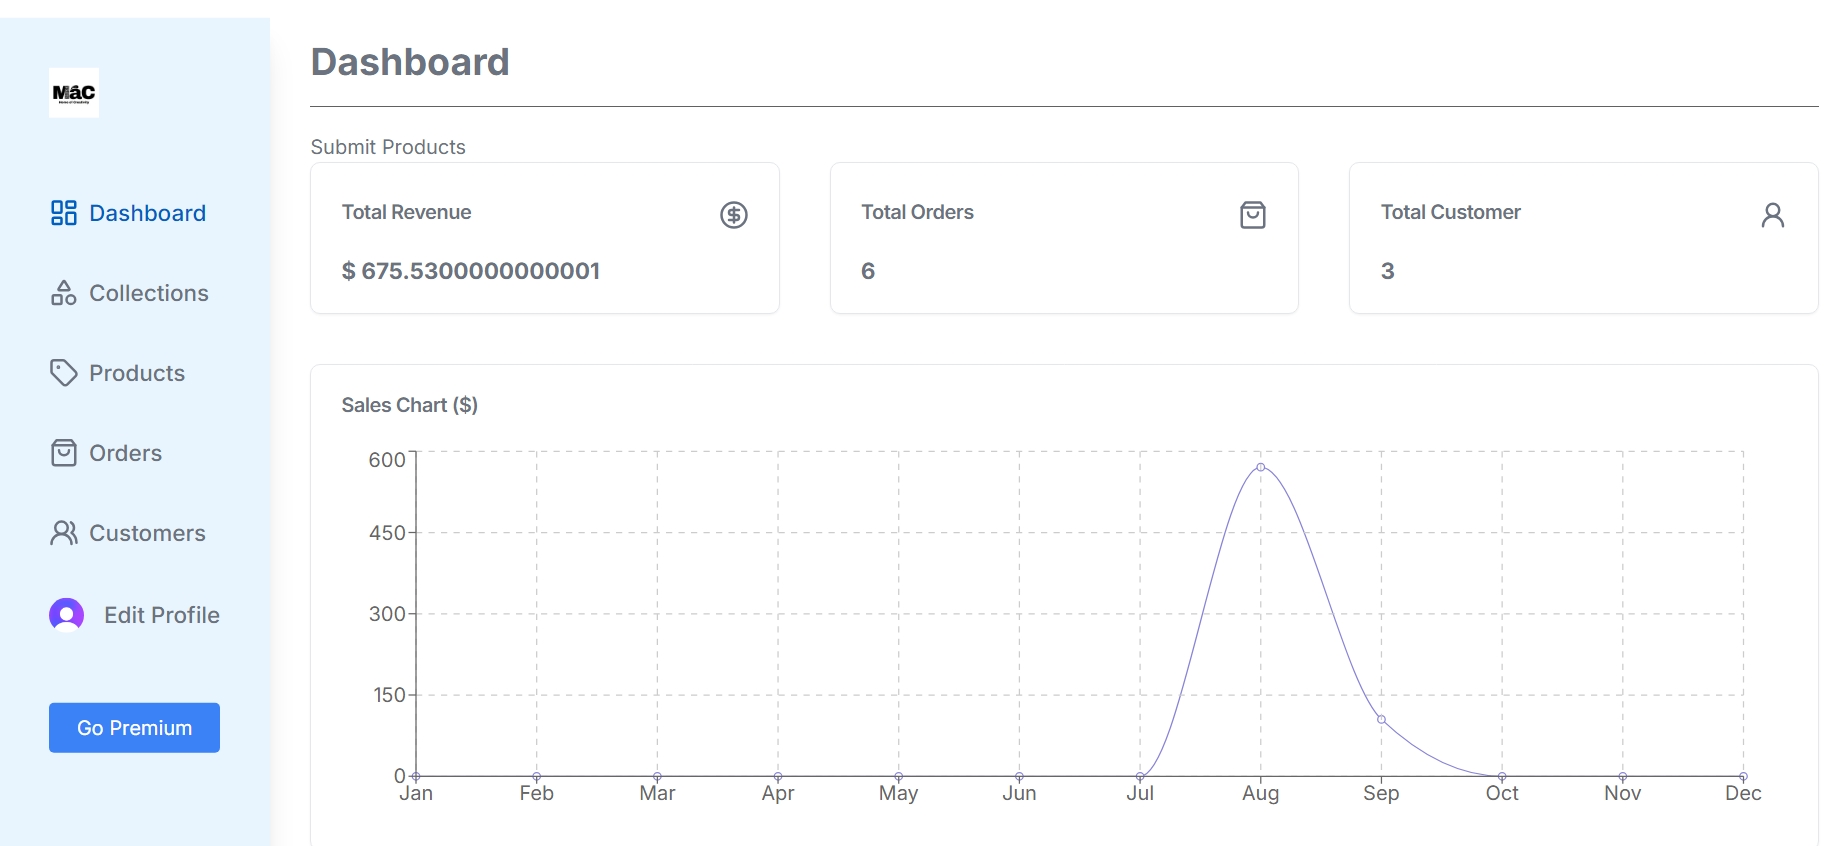 MáC
Dashboard
Collections
Products
Orders
Customers
Edit Profile
Go Premium
Dashboard
Submit Products
Total Revenue
$ 675.5300000000001
Total Orders
6
Total Customer
3
Sales Chart ($)
600
450
300
150
0
Jan Feb Mar Apr May Jun Jul Aug Sep Oct Nov Dec